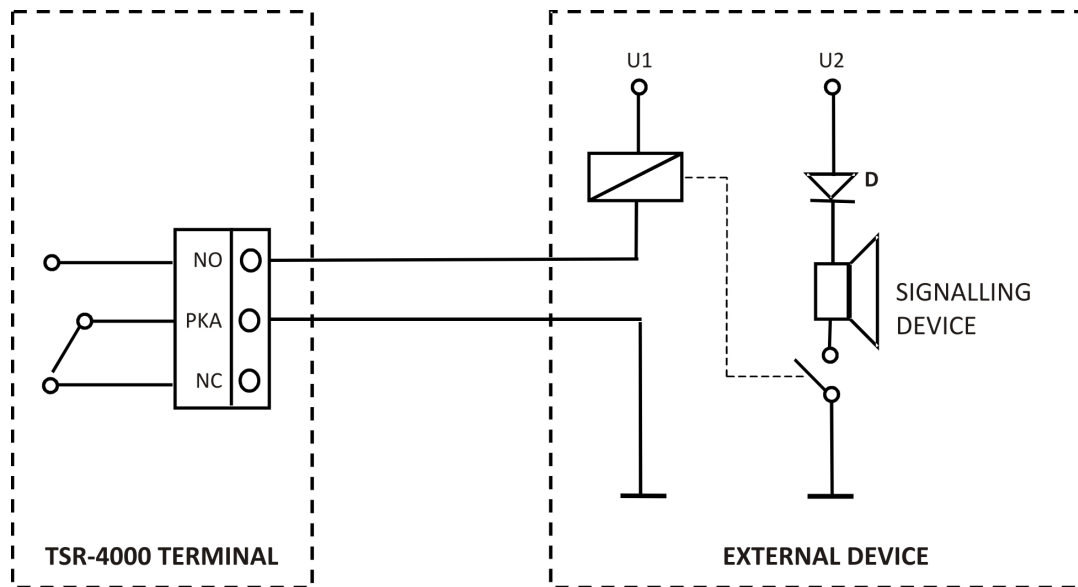 U1
U2
D
NO
PKA
NC
SIGNALLING
DEVICE
TSR-4000 TERMINAL
EXTERNAL DEVICE